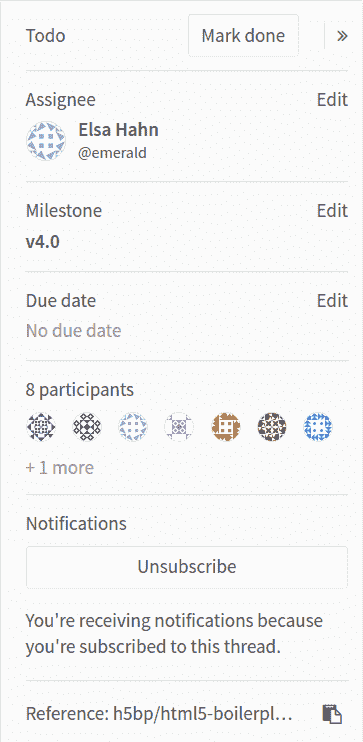 Todo Mark done »
Assignee Edit
Elsa Hahn
@emerald
Milestone Edit
v4.0
Due date Edit
No due date
8 participants
+ 1 more
Notifications
Unsubscribe
You're receiving notifications because
you're subscribed to this thread.
Reference: h5bp/html5-boilerpl…